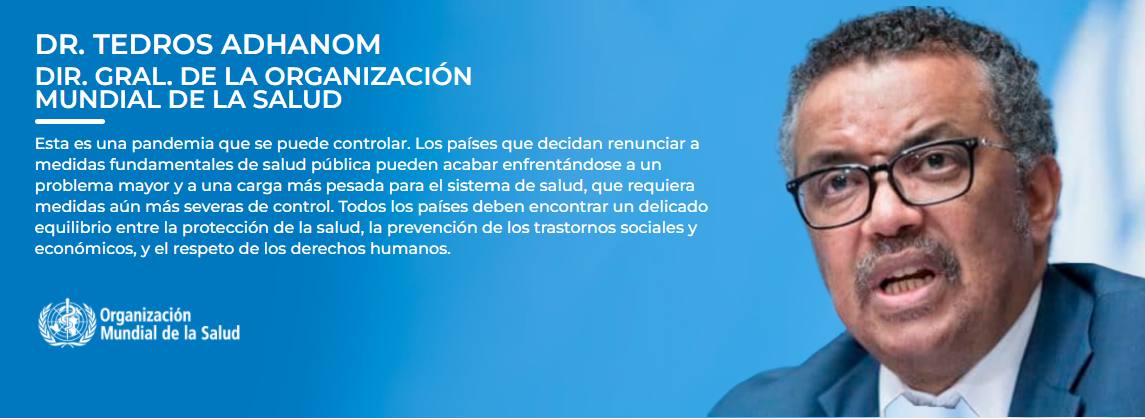 DR. TEDROS ADHANOM
DIR. GRAL. DE LA ORGANIZACIÓN
MUNDIAL DE LA SALUD
Esta es una pandemia que se puede controlar. Los países que decidan renunciar a
medidas fundamentales de salud pública pueden acabar enfrentándose a un
problema mayor y a una carga más pesada para el sistema de salud, que requiera
medidas aún más severas de control. Todos los países deben encontrar un delicado
equilibrio entre la protección de la salud, la prevención de los trastornos sociales y
económicos, y el respeto de los derechos humanos.
Organización
Mundial de la Salud